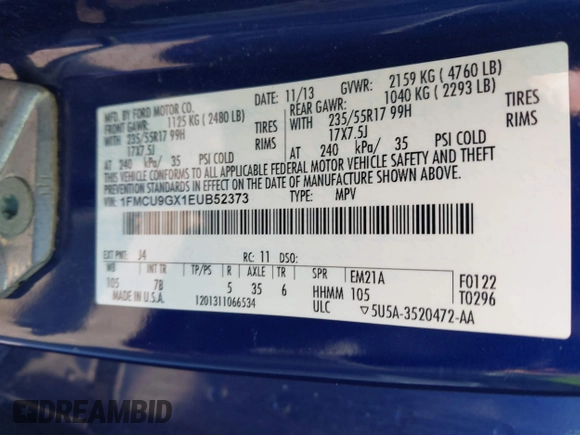 MFD. BY FORD MOTOR CO. DATE: 11/13 GVWR: 2159 KG ( 4760 LB)
FRONT GAWR: 1125 KG ( 2480 LB) REAR GAWR: 1040 KG ( 2293 LB)
WITH 235/55R17 99H TIRES WITH 235/55R17 99H TIRES
17X7.5J RIMS 17X7.5J RIMS
AT 240 kPa/ 35 PSI COLD AT 240 kPa/ 35 PSI COLD
THIS VEHICLE CONFORMS TO ALL APPLICABLE FEDERAL MOTOR VEHICLE SAFETY AND THEFT
PREVENTION STANDARDS IN EFFECT ON THE DATE OF MANUFACTURE SHOWN ABOVE.
VIN: 1FMCU9GX1EUB52373 TYPE: MPV
EXT PNT: J4 RC: 11 DSO:
WB INT TR TP/PS R AXLE TR SPR EM21A F0122
105 7B 5 35 6 HHMM 105 T0296
MADE IN U.S.A. 1201311066534 ULC ▽5U5A-3520472-AA
DREAMBID